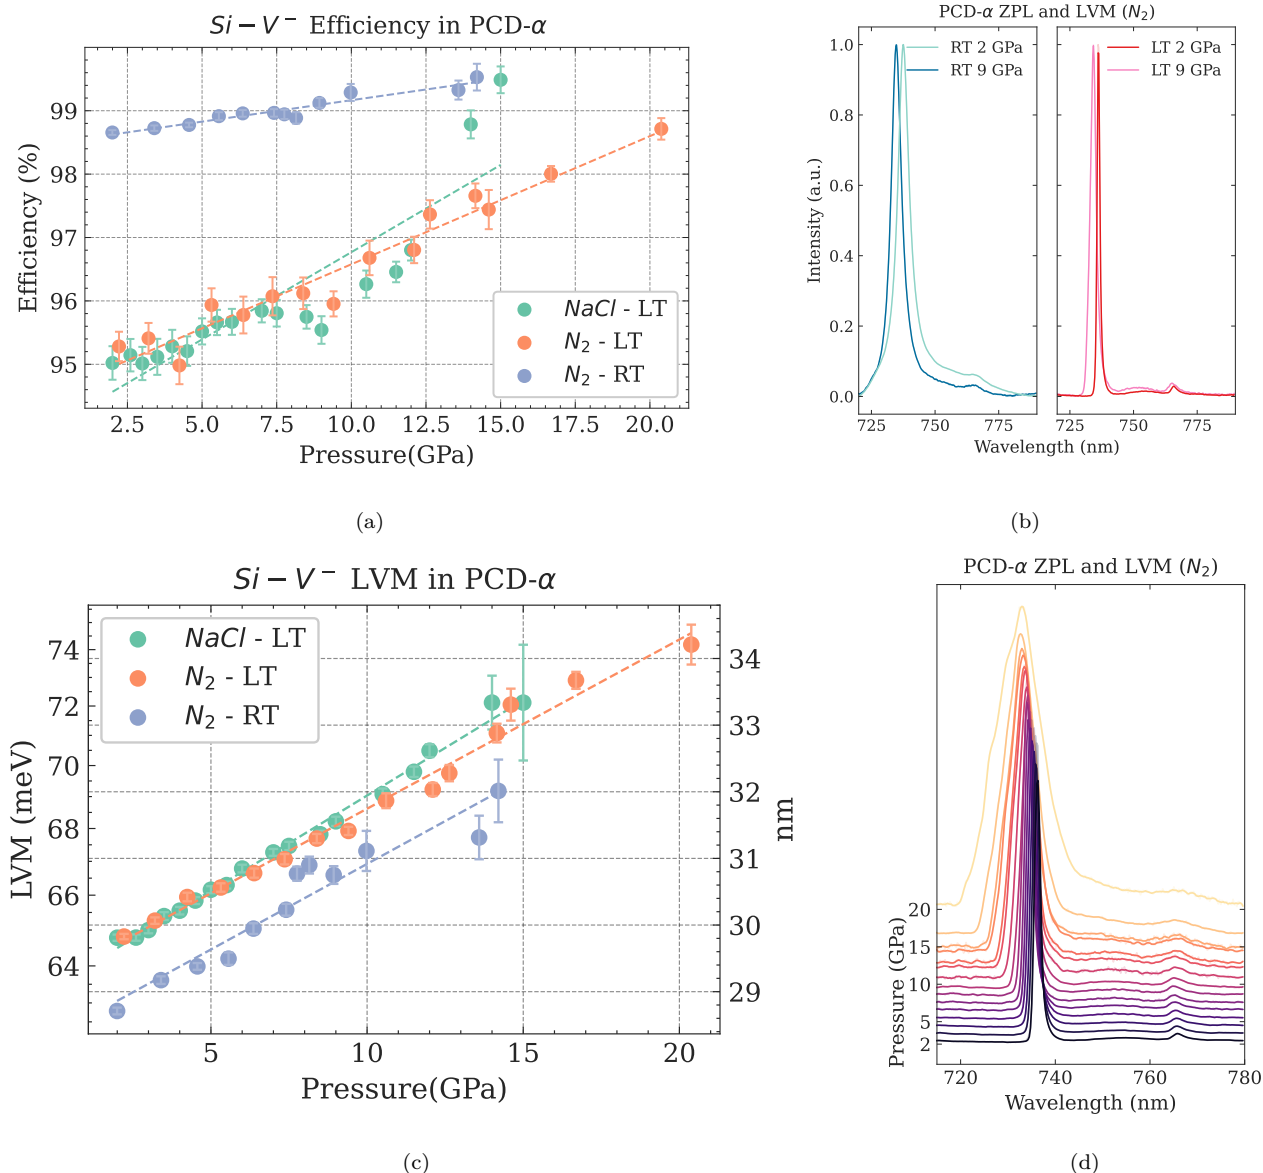 Si − V⁻ Efficiency in PCD-α
99
98
97
96
95
Efficiency (%)
NaCl - LT
N₂ - LT
N₂ - RT
2.5 5.0 7.5 10.0 12.5 15.0 17.5 20.0
Pressure(GPa)
(a)
PCD-α ZPL and LVM (N₂)
RT 2 GPa
RT 9 GPa
LT 2 GPa
LT 9 GPa
1.0
0.8
0.6
0.4
0.2
0.0
Intensity (a.u.)
725 750 775 725 750 775
Wavelength (nm)
(b)
Si − V⁻ LVM in PCD-α
NaCl - LT
N₂ - LT
N₂ - RT
74
72
70
68
66
64
LVM (meV)
34
33
32
31
30
29
nm
5 10 15 20
Pressure(GPa)
(c)
PCD-α ZPL and LVM (N₂)
20
15
10
5
2
Pressure (GPa)
720 740 760 780
Wavelength (nm)
(d)